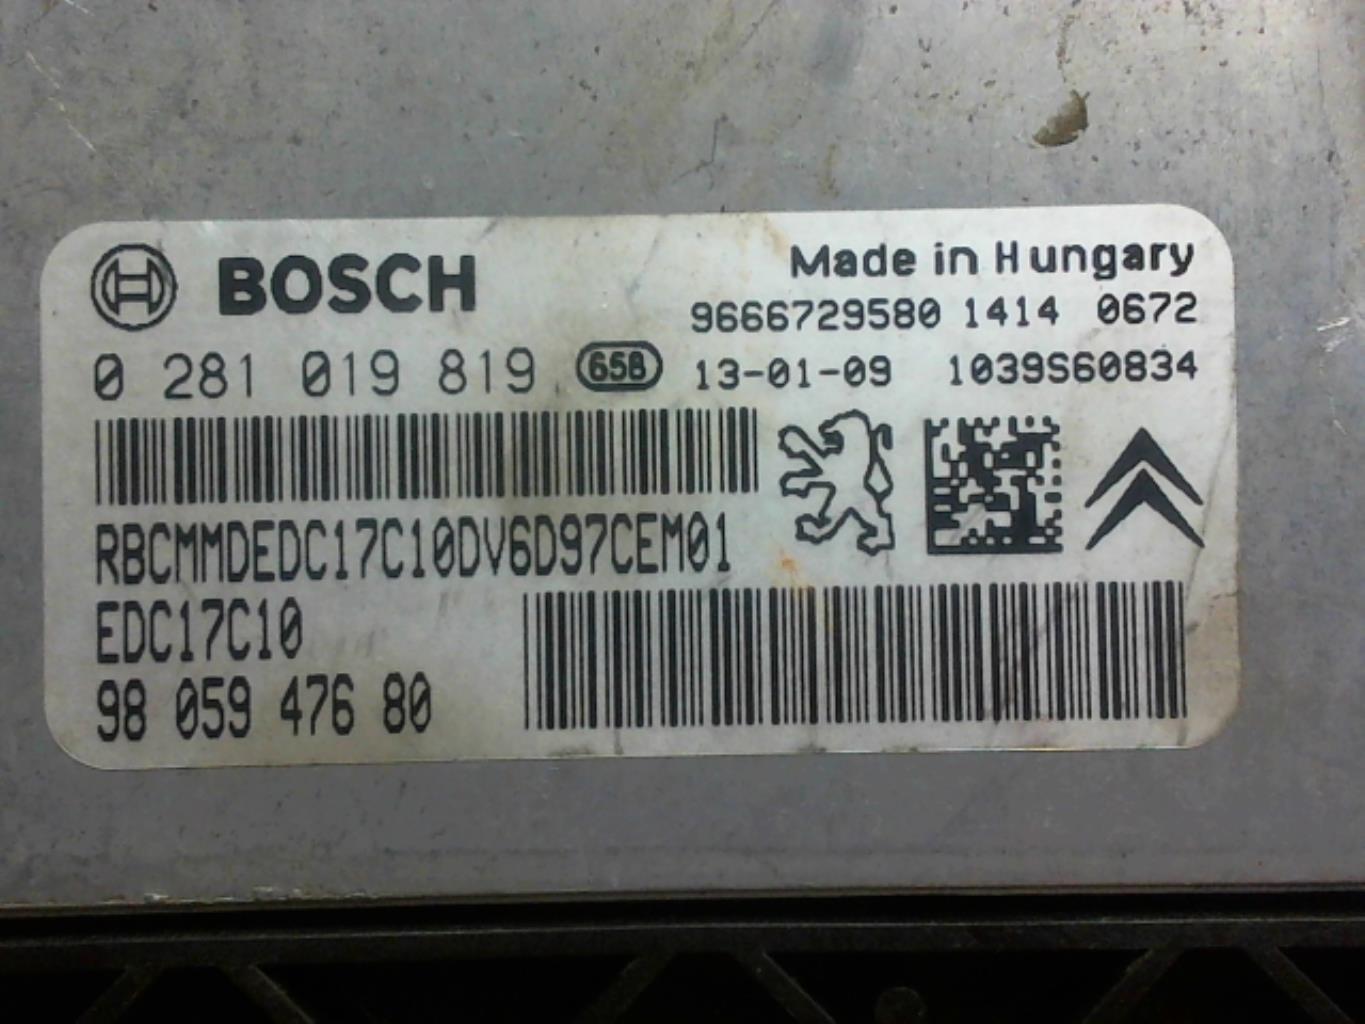 BOSCH
Made in Hungary
9666729580 1414 0672
0 281 019 819 658 13-01-09 1039S60834
RBCMMDEDC17C10DV6D97CEM01
EDC17C10
98 059 476 80